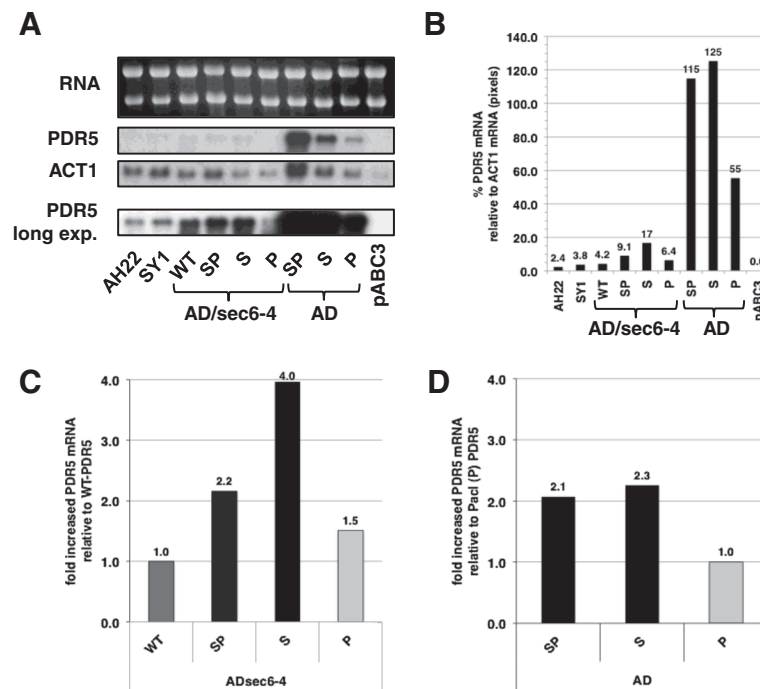 A
RNA
PDR5
ACT1
PDR5
long exp.
AH22 SY1 WT SP S P SP S P pABC3
AD/sec6-4 AD
B
% PDR5 mRNA
relative to ACT1 mRNA (pixels)
140.0
120.0
100.0
80.0
60.0
40.0
20.0
0.0
2.4 3.8 4.2 9.1 17 6.4 115 125 55
AH22 SY1 WT SP S P SP S P pABC3
AD/sec6-4 AD
C
fold increased PDR5 mRNA
relative to WT-PDR5
4.0
3.0
2.0
1.0
0.0
1.0 2.2 4.0 1.5
WT SP S P
ADsec6-4
D
fold increased PDR5 mRNA
relative to PacI (P) PDR5
4.0
3.0
2.0
1.0
0.0
2.1 2.3 1.0
SP S P
AD